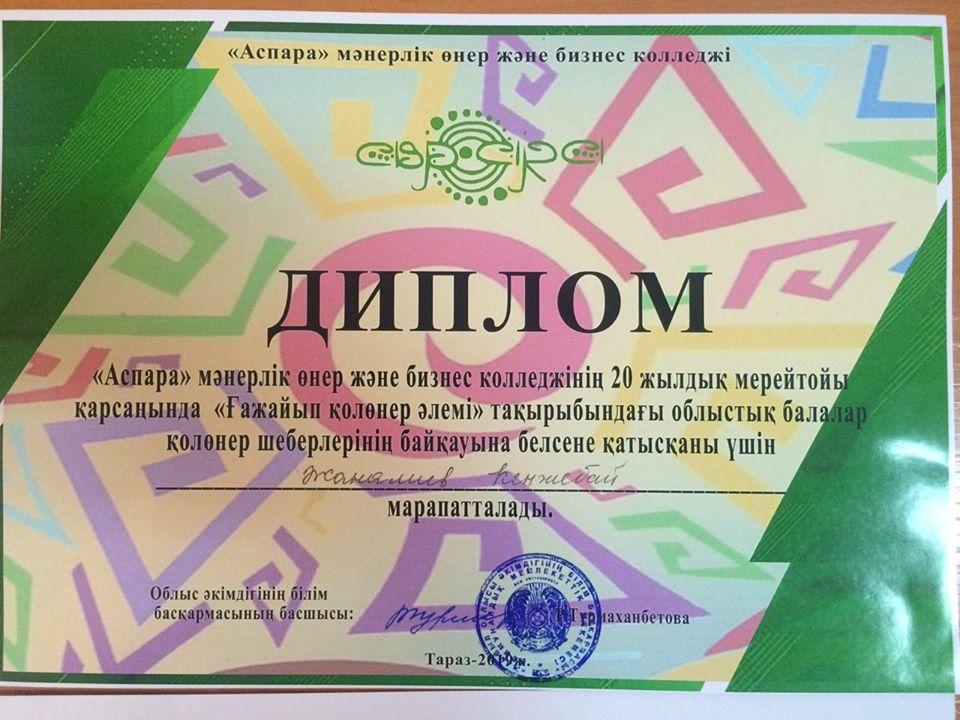 «Аспара» мәнерлік өнер және бизнес колледжі
аspara
ДИПЛОМ
«Аспара» мәнерлік өнер және бизнес колледжінің 20 жылдық мерейтойы
қарсаңында «Ғажайып қолөнер әлемі» тақырыбындағы облыстық балалар
қолөнер шеберлерінің байқауына белсене қатысқаны үшін
Жаналиев Кенжебай
марапатталады.
Облыс әкімдігінің білім
басқармасының басшысы:
Тараз-2019ж.